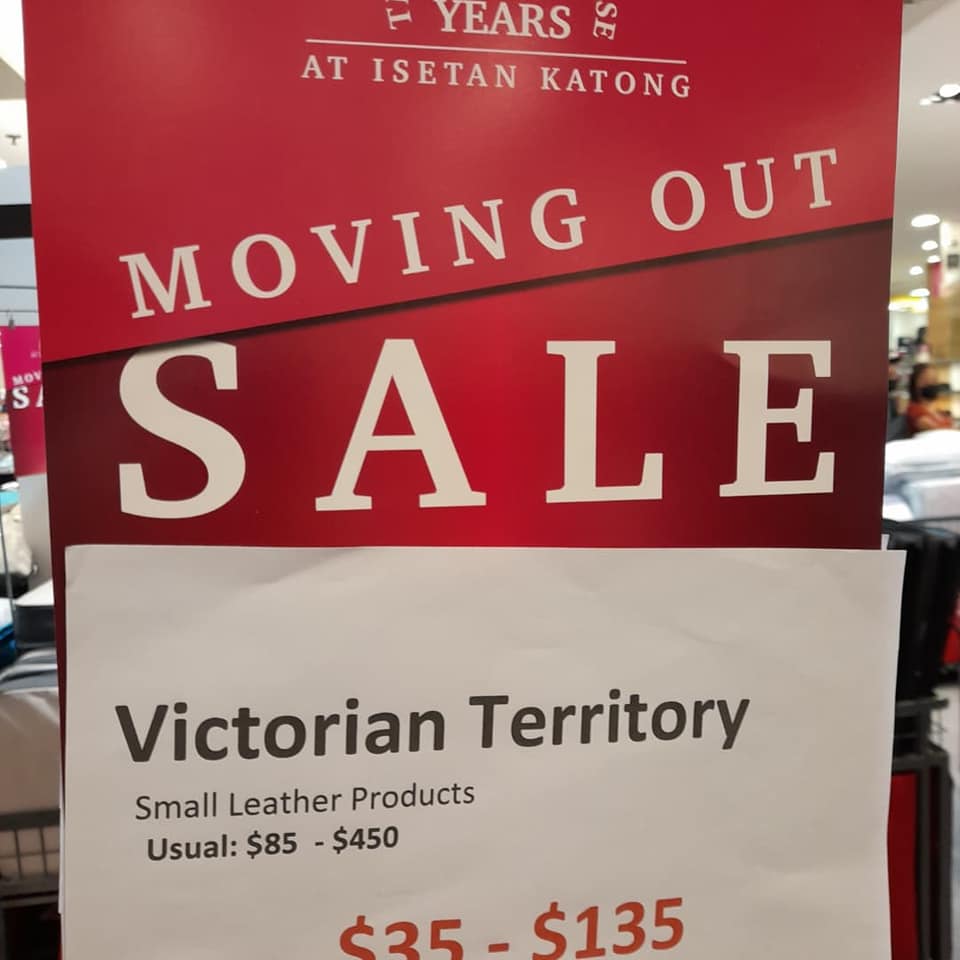 YEARS
AT ISETAN KATONG
MOVING OUT
SALE
Victorian Territory
Small Leather Products
Usual: $85 - $450
$35 - $135